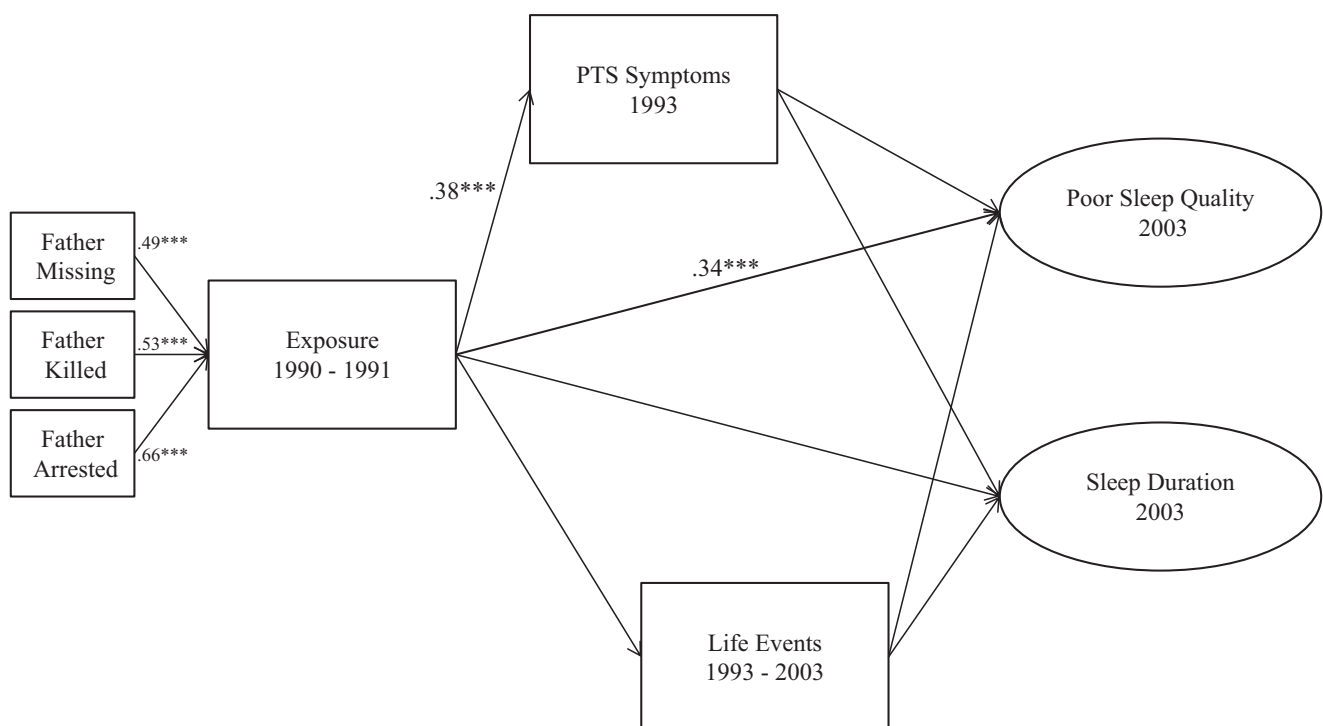 PTS Symptoms
1993
.38***
Poor Sleep Quality
2003
Father
Missing
.49***
.34***
Father
Killed
.53***
Exposure
1990 - 1991
Father
Arrested
.66***
Sleep Duration
2003
Life Events
1993 - 2003